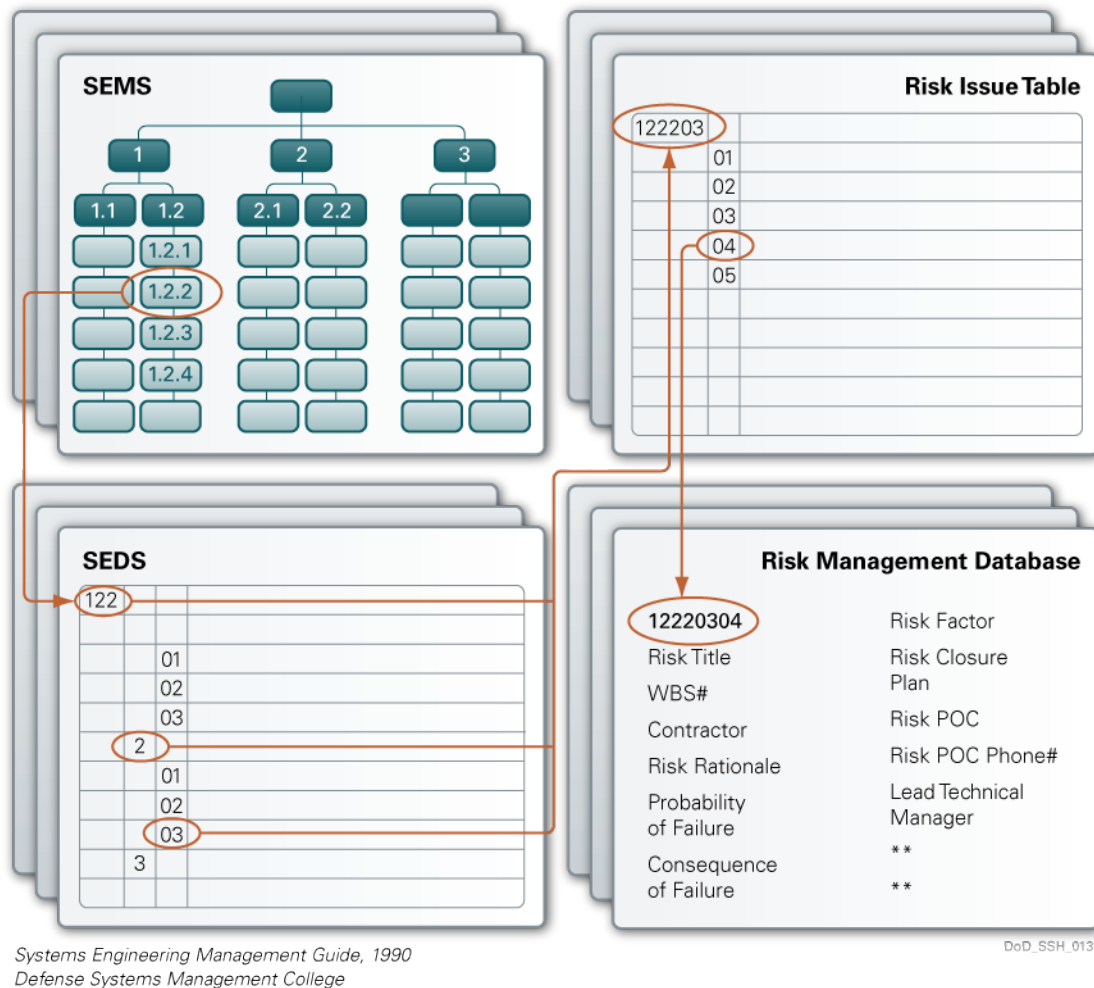 SEMS
1 2 3
1.1 1.2 2.1 2.2
1.2.1
1.2.2
1.2.3
1.2.4
Risk Issue Table
122203
01
02
03
04
05
SEDS
122
01
02
03
2
01
02
03
3
Risk Management Database
12220304
Risk Title
WBS#
Contractor
Risk Rationale
Probability
of Failure
Consequence
of Failure
Risk Factor
Risk Closure
Plan
Risk POC
Risk POC Phone#
Lead Technical
Manager
**
**
Systems Engineering Management Guide, 1990
Defense Systems Management College
DoD_SSH_013